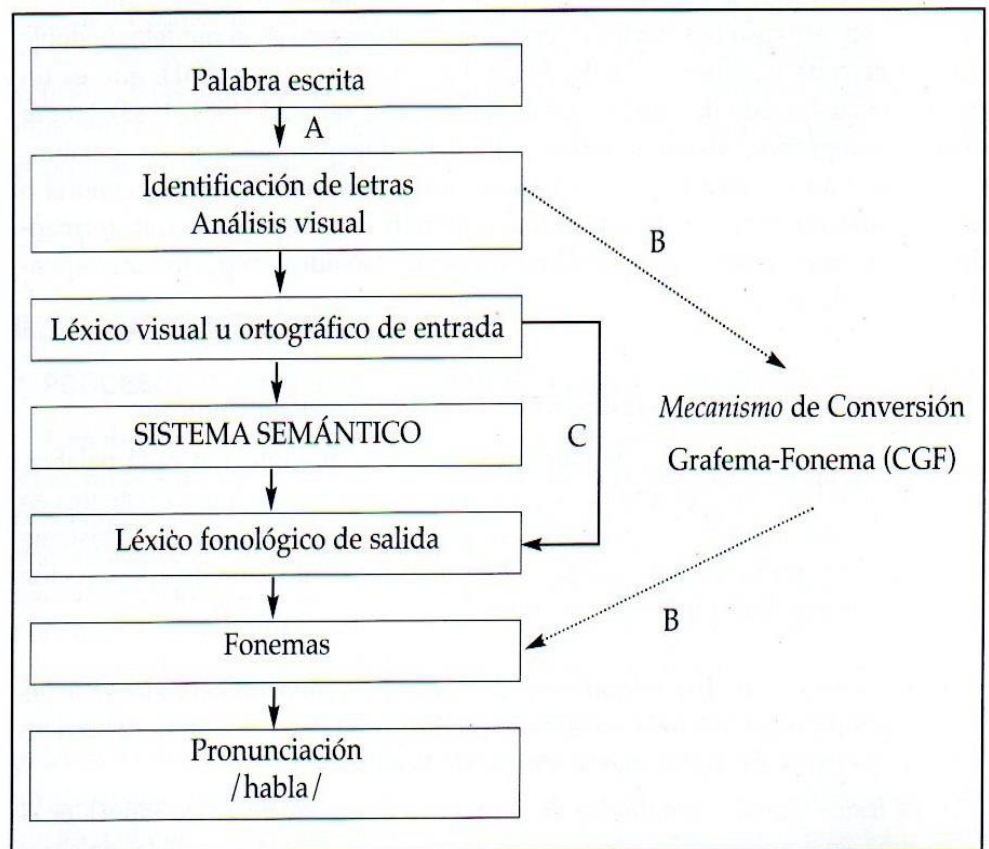 Palabra escrita
A
Identificación de letras
Análisis visual
B
Léxico visual u ortográfico de entrada
SISTEMA SEMÁNTICO
C
Mecanismo de Conversión
Grafema-Fonema (CGF)
Léxico fonológico de salida
Fonemas
B
Pronunciación
/habla/